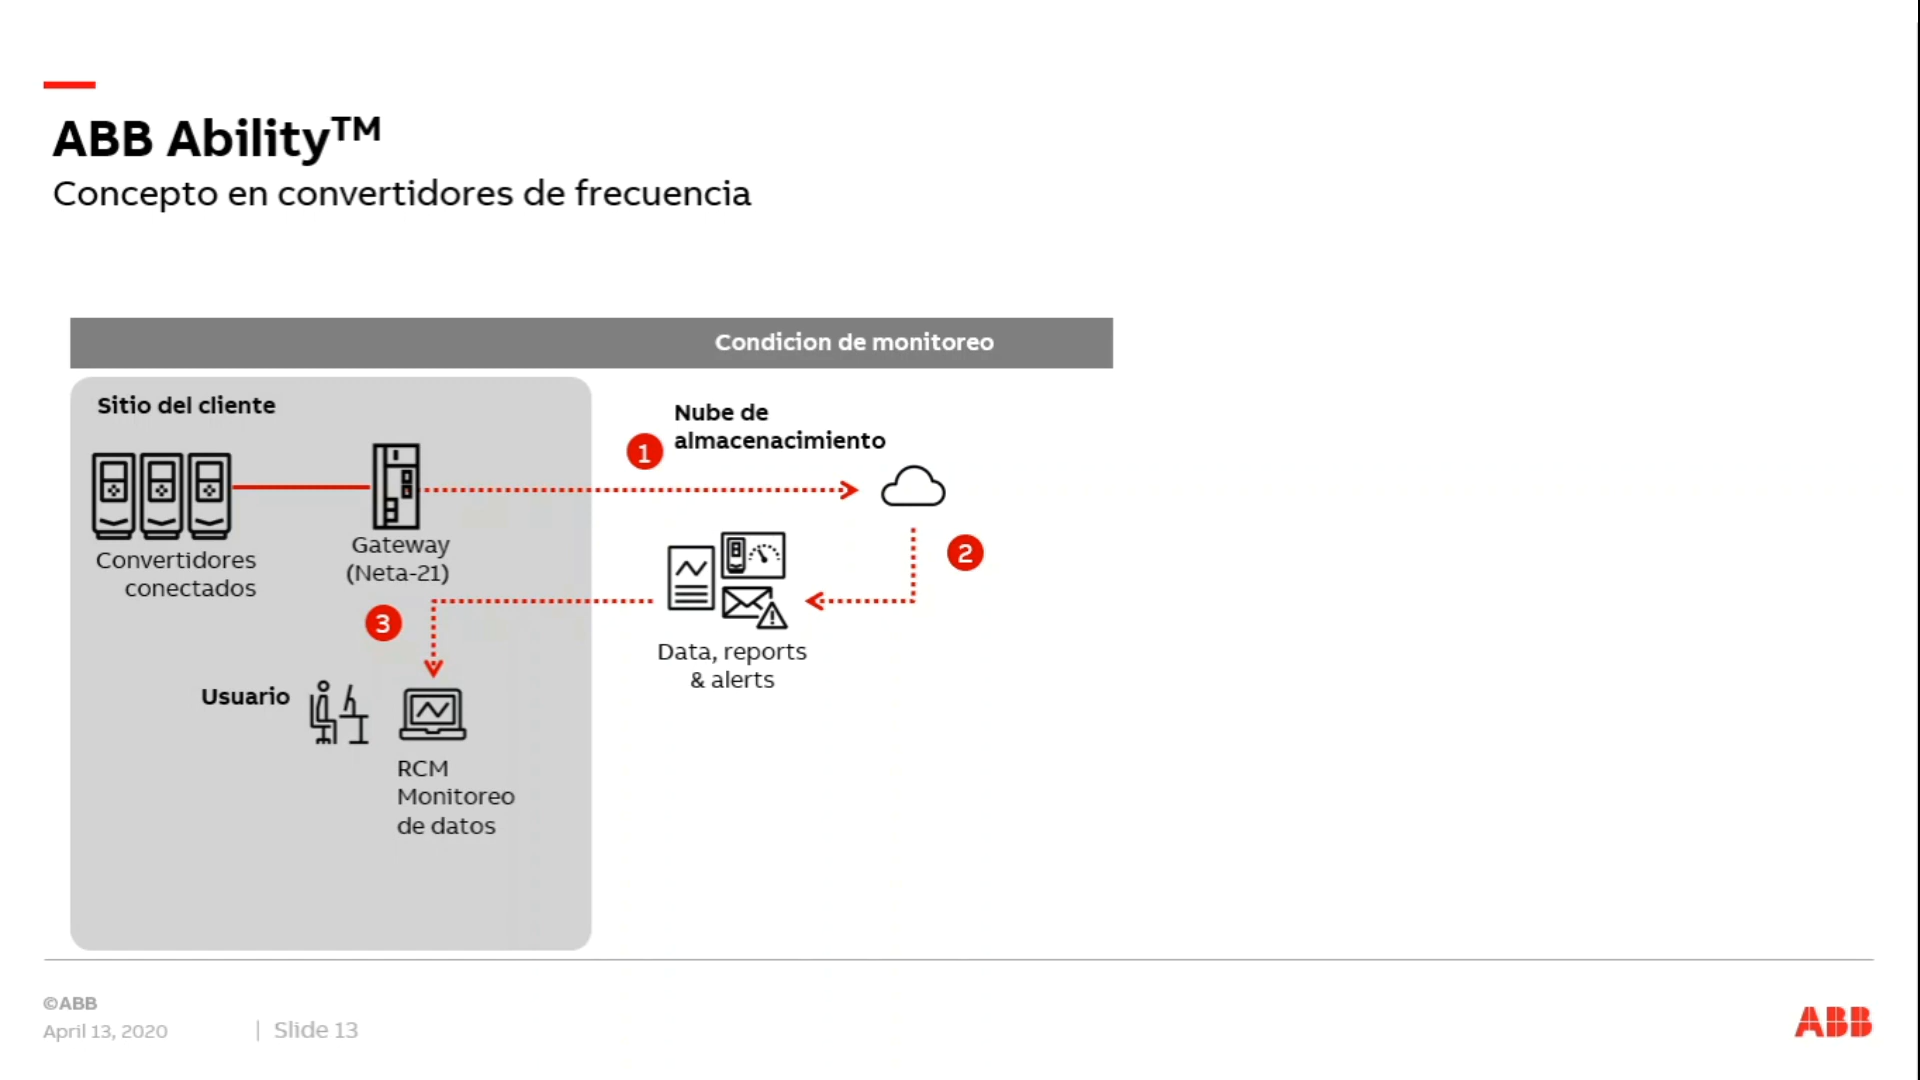 ABB Ability™
Concepto en convertidores de frecuencia
Condicion de monitoreo
Sitio del cliente
Nube de
almacenacimiento
1
Convertidores
conectados
Gateway
(Neta-21)
2
3
Data, reports
& alerts
Usuario
RCM
Monitoreo
de datos
©ABB
April 13, 2020 | Slide 13
ABB